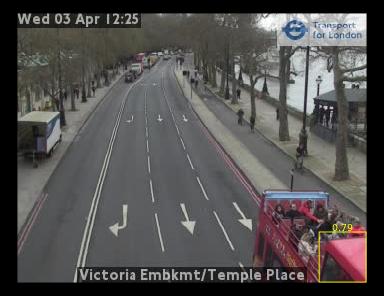 Wed 03 Apr 12:25
Transport
for London
0.79
Victoria Embkmt/Temple Place